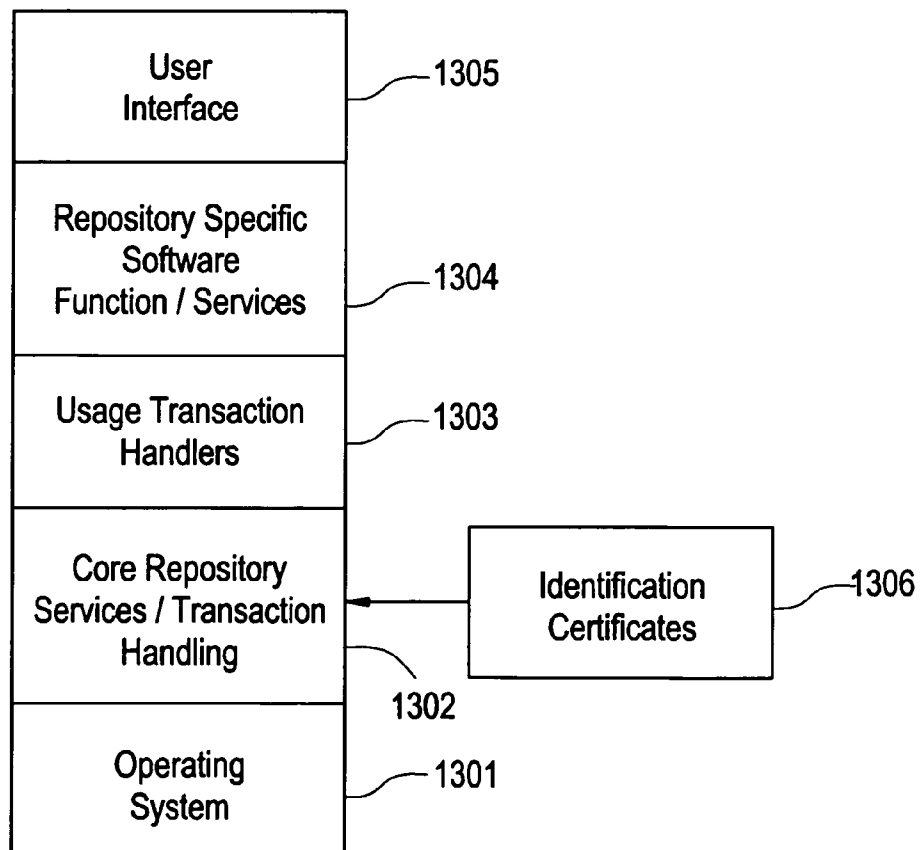 User
Interface
1305
Repository Specific
Software
Function / Services
1304
Usage Transaction
Handlers
1303
Core Repository
Services / Transaction
Handling
1302
Identification
Certificates
1306
Operating
System
1301